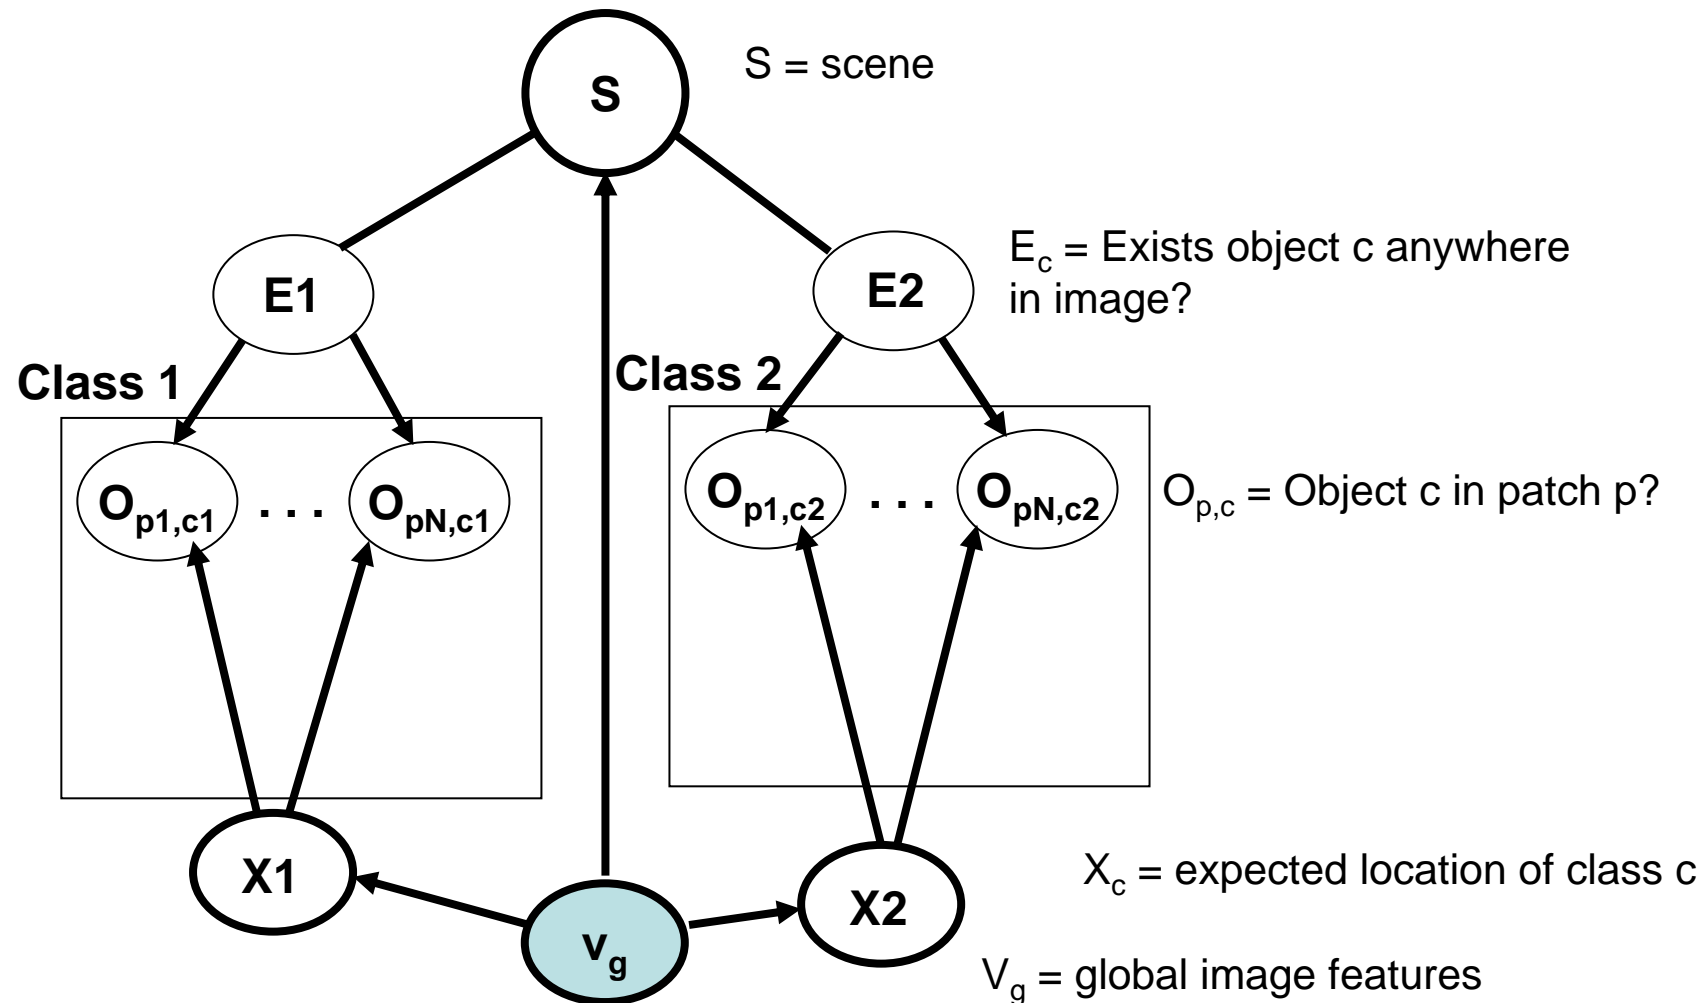 S
S = scene
E1
E2
E_c = Exists object c anywhere
in image?
Class 1
Class 2
O_p1,c1 . . . O_pN,c1
O_p1,c2 . . . O_pN,c2
O_p,c = Object c in patch p?
X1
X2
X_c = expected location of class c
v_g
V_g = global image features